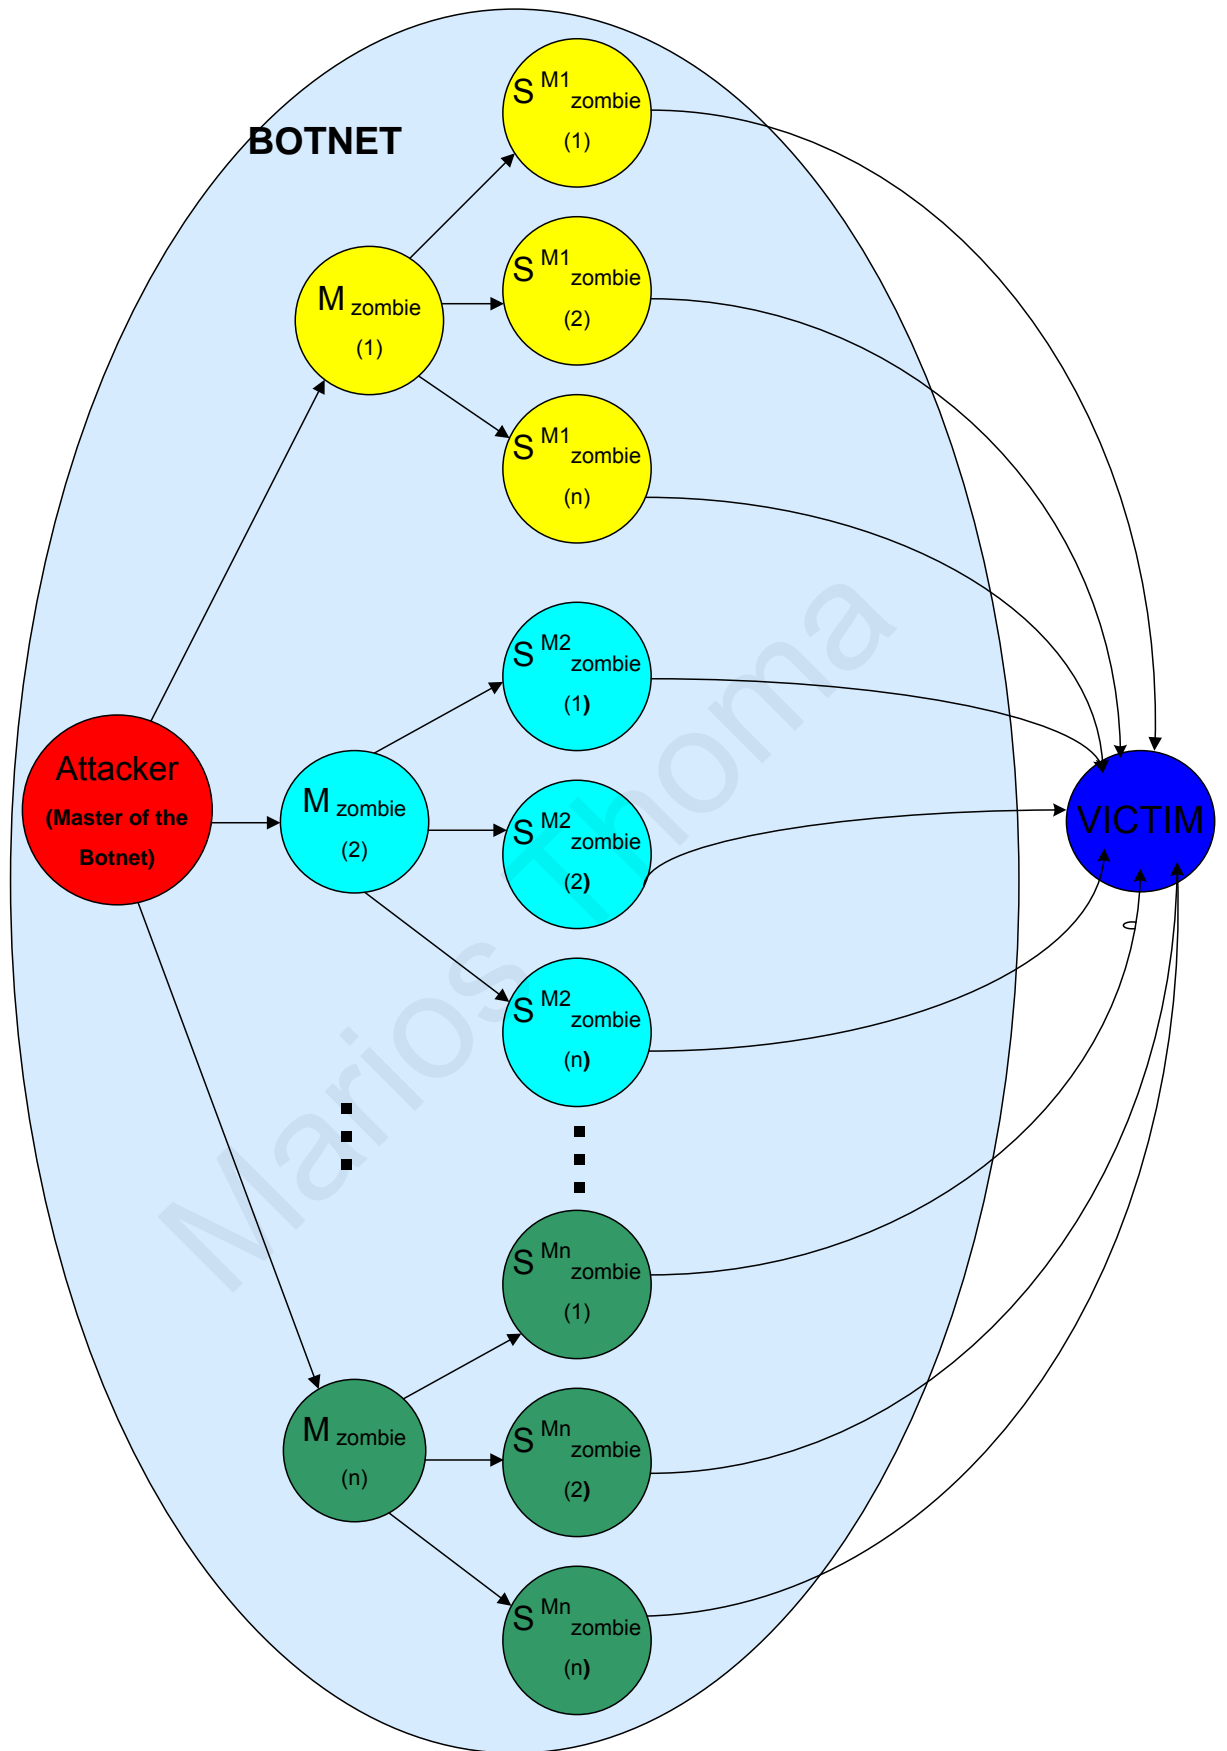 BOTNET
S M1 zombie
(1)
S M1 zombie
(2)
M zombie
(1)
S M1 zombie
(n)
S M2 zombie
(1)
Attacker
(Master of the
Botnet)
M zombie
(2)
S M2 zombie
(2)
VICTIM
S M2 zombie
(n)
S Mn zombie
(1)
M zombie
(n)
S Mn zombie
(2)
S Mn zombie
(n)
Marios Thoma